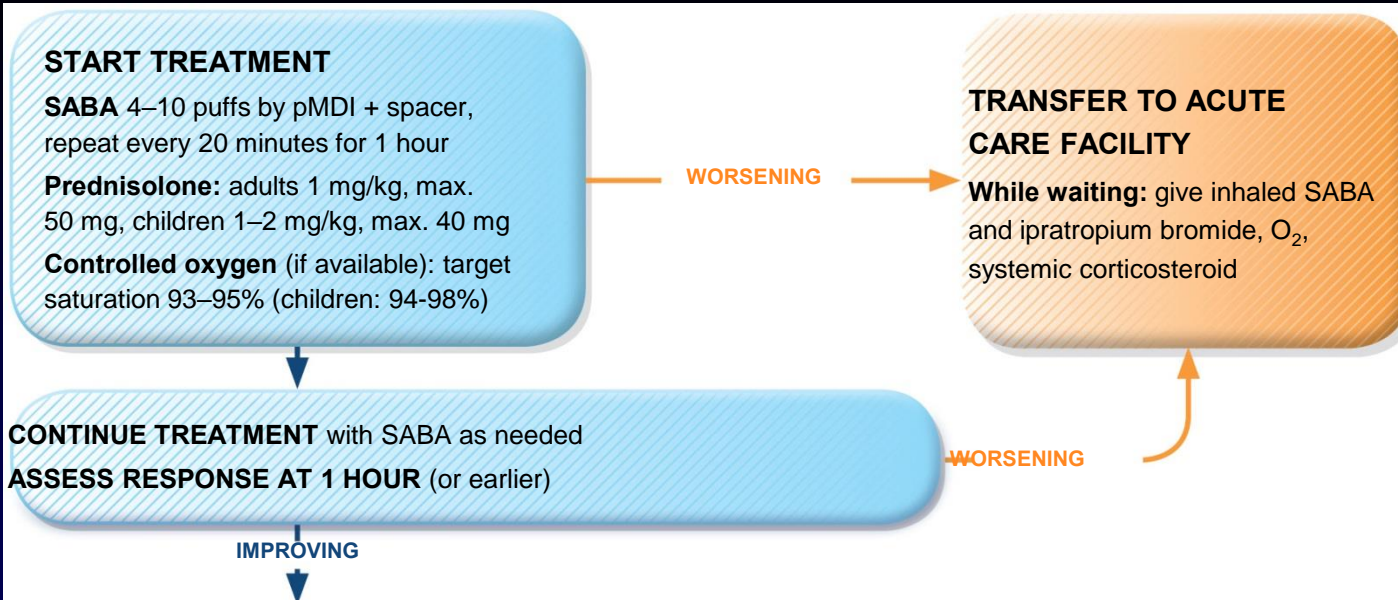 START TREATMENT
SABA 4–10 puffs by pMDI + spacer,
repeat every 20 minutes for 1 hour
Prednisolone: adults 1 mg/kg, max.
50 mg, children 1–2 mg/kg, max. 40 mg
Controlled oxygen (if available): target
saturation 93–95% (children: 94-98%)
WORSENING
TRANSFER TO ACUTE
CARE FACILITY
While waiting: give inhaled SABA
and ipratropium bromide, O₂,
systemic corticosteroid
CONTINUE TREATMENT with SABA as needed
ASSESS RESPONSE AT 1 HOUR (or earlier)
WORSENING
IMPROVING